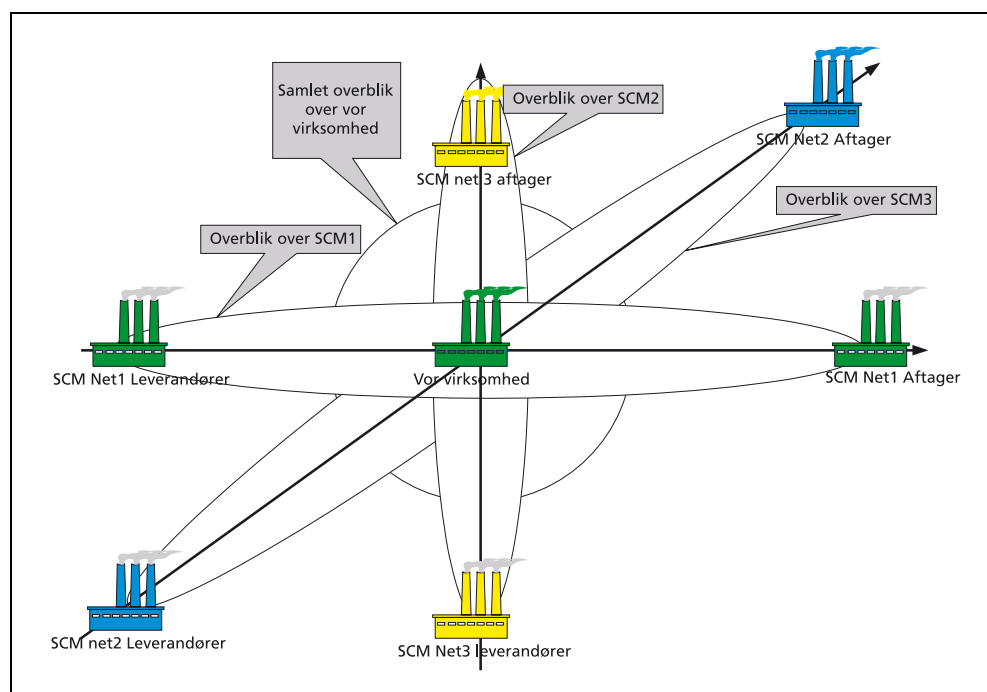 Samlet overblik
over vor
virksomhed
Overblik over SCM2
SCM Net2 Aftager
SCM net 3 aftager
Overblik over SCM3
Overblik over SCM1
SCM Net1 Leverandører
Vor virksomhed
SCM Net1 Aftager
SCM net2 Leverandører
SCM Net3 leverandører